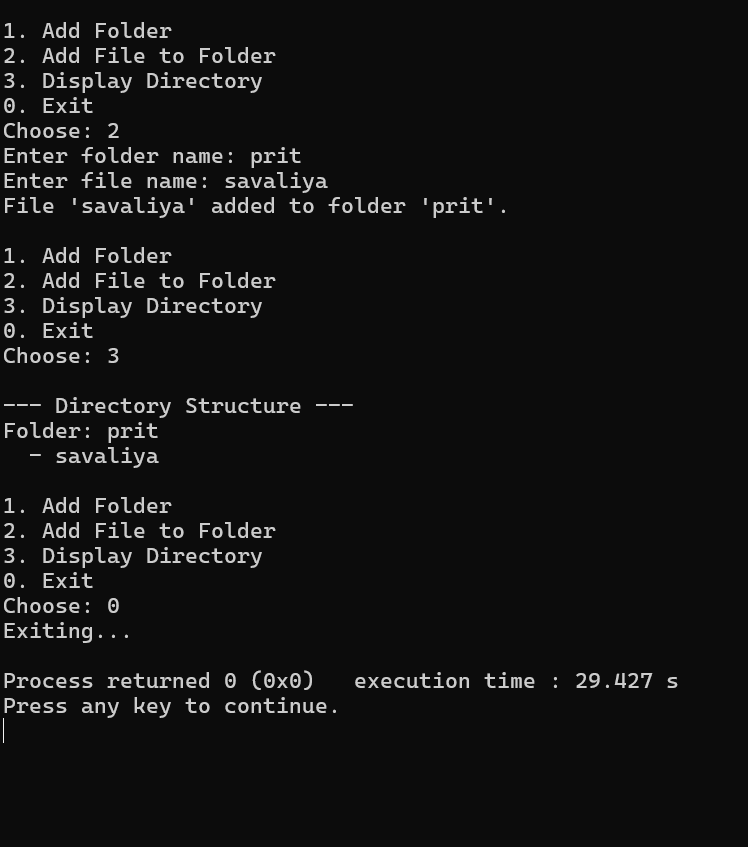 1. Add Folder
2. Add File to Folder
3. Display Directory
0. Exit
Choose: 2
Enter folder name: prit
Enter file name: savaliya
File 'savaliya' added to folder 'prit'.

1. Add Folder
2. Add File to Folder
3. Display Directory
0. Exit
Choose: 3

--- Directory Structure ---
Folder: prit
  - savaliya

1. Add Folder
2. Add File to Folder
3. Display Directory
0. Exit
Choose: 0
Exiting...

Process returned 0 (0x0)   execution time : 29.427 s
Press any key to continue.